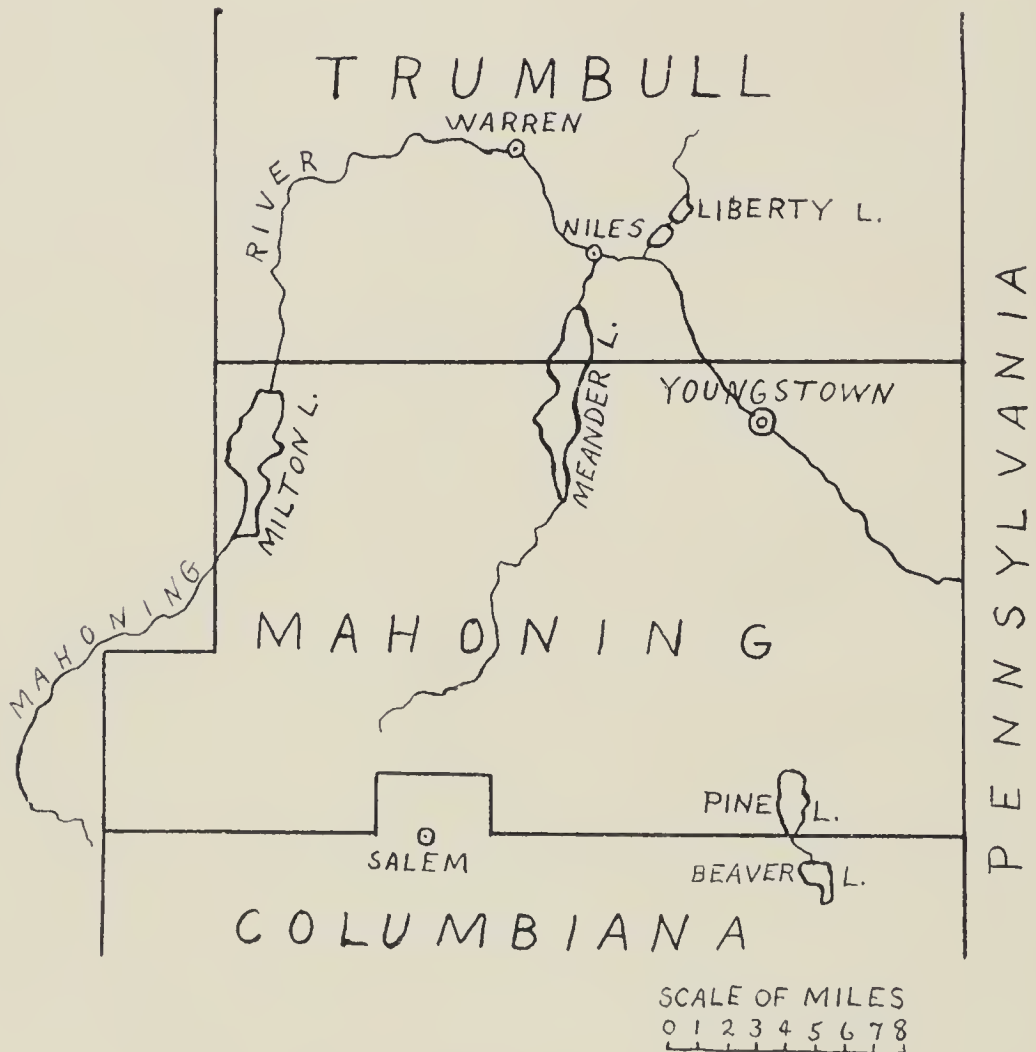 TRUMBULL
WARREN
RIVER
LIBERTY L.
NILES
MEANDER L.
YOUNGSTOWN
MILTON L.
MAHONING
MAHONING
PENNSYLVANIA
PINE L.
SALEM
BEAVER L.
COLUMBIANA
SCALE OF MILES
0 1 2 3 4 5 6 7 8